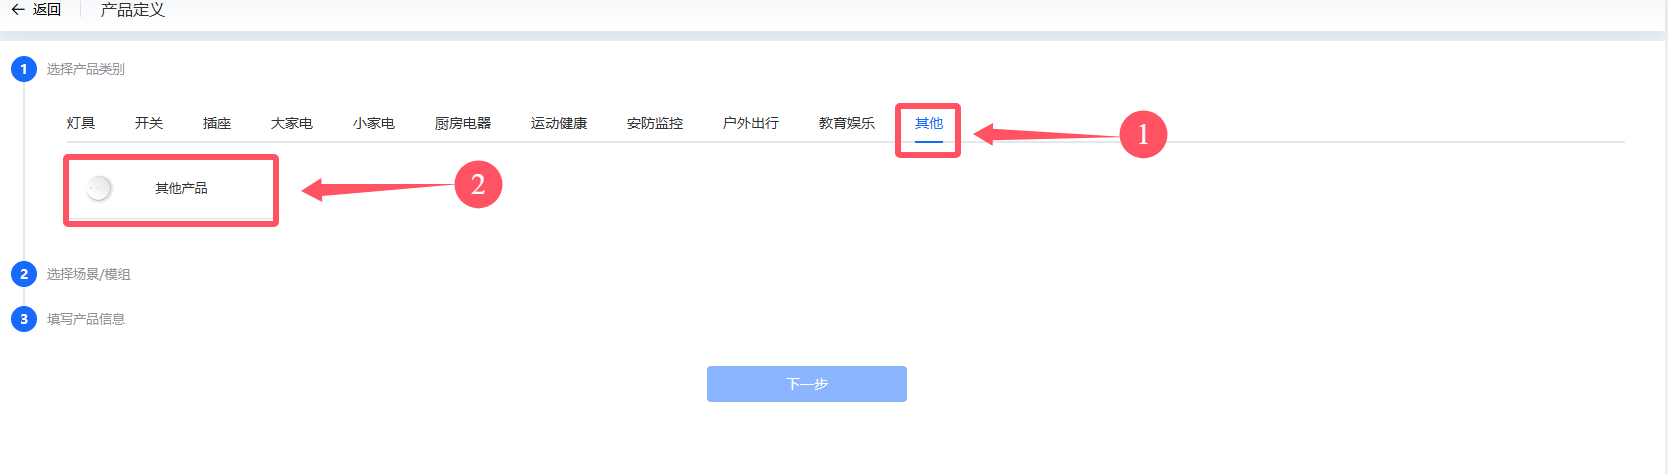 返回 产品定义
1 选择产品类别
灯具 开关 插座 大家电 小家电 厨房电器 运动健康 安防监控 户外出行 教育娱乐 其他 1
其他产品 2
2 选择场景/模组
3 填写产品信息
下一步